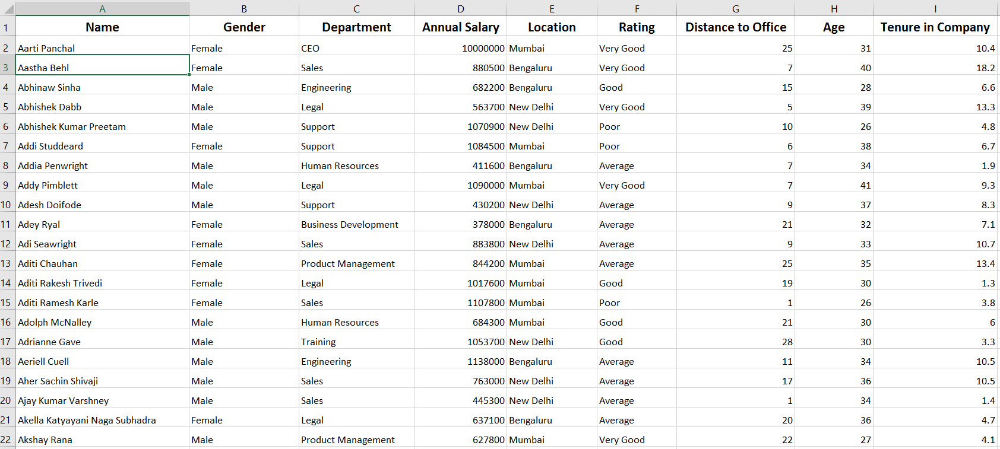 A B C D E F G H I
1 Name Gender Department Annual Salary Location Rating Distance to Office Age Tenure in Company
2 Aarti Panchal Female CEO 10000000 Mumbai Very Good 25 31 10.4
3 Aastha Behl Female Sales 880500 Bengaluru Very Good 7 40 18.2
4 Abhinaw Sinha Male Engineering 682200 Bengaluru Good 15 28 6.6
5 Abhishek Dabb Male Legal 563700 New Delhi Very Good 5 39 13.3
6 Abhishek Kumar Preetam Male Support 1070900 New Delhi Poor 10 26 4.8
7 Addi Studdeard Female Support 1084500 Mumbai Poor 6 38 6.7
8 Addia Penwright Male Human Resources 411600 Bengaluru Average 7 34 1.9
9 Addy Pimblett Male Legal 1090000 Mumbai Very Good 7 41 9.3
10 Adesh Doifode Male Support 430200 New Delhi Average 9 37 8.3
11 Adey Ryal Female Business Development 378000 Bengaluru Average 21 32 7.1
12 Adi Seawright Female Sales 883800 New Delhi Average 9 33 10.7
13 Aditi Chauhan Female Product Management 844200 Mumbai Average 25 35 13.4
14 Aditi Rakesh Trivedi Female Legal 1017600 Mumbai Good 19 30 1.3
15 Aditi Ramesh Karle Female Sales 1107800 Mumbai Poor 1 26 3.8
16 Adolph McNalley Male Human Resources 684300 Mumbai Good 21 30 6
17 Adrianne Gave Male Training 1053700 New Delhi Good 28 30 3.3
18 Aeriell Cuell Male Engineering 1138000 Bengaluru Average 11 34 10.5
19 Aher Sachin Shivaji Male Sales 763000 New Delhi Average 17 36 10.5
20 Ajay Kumar Varshney Male Sales 445300 New Delhi Average 1 34 1.4
21 Akella Katyayani Naga Subhadra Female Legal 637100 Bengaluru Average 20 36 4.7
22 Akshay Rana Male Product Management 627800 Mumbai Very Good 22 27 4.1